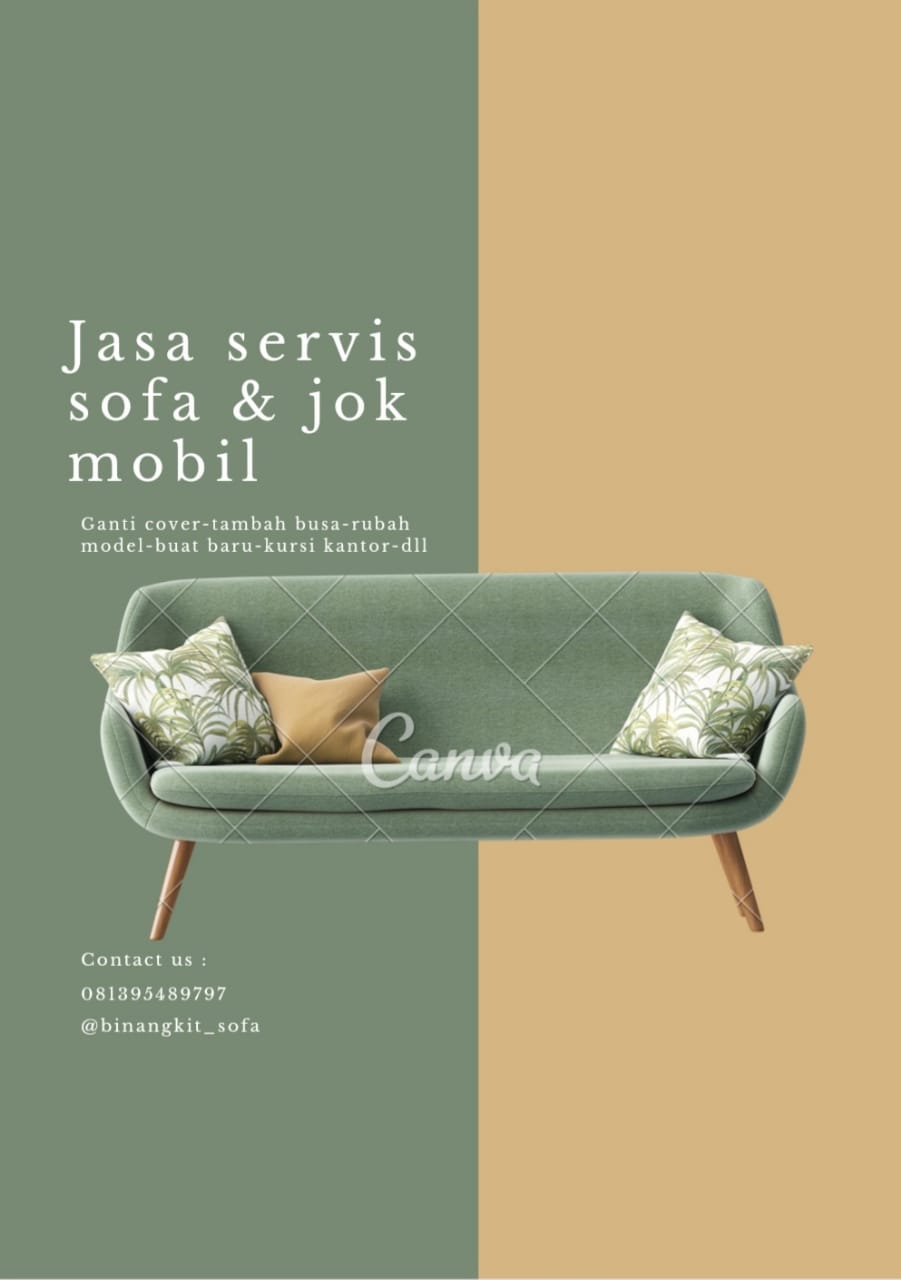 Jasa servis
sofa & jok
mobil
Ganti cover-tambah busa-rubah
model-buat baru-kursi kantor-dll
Canva
Contact us :
081395489797
@binangkit_sofa